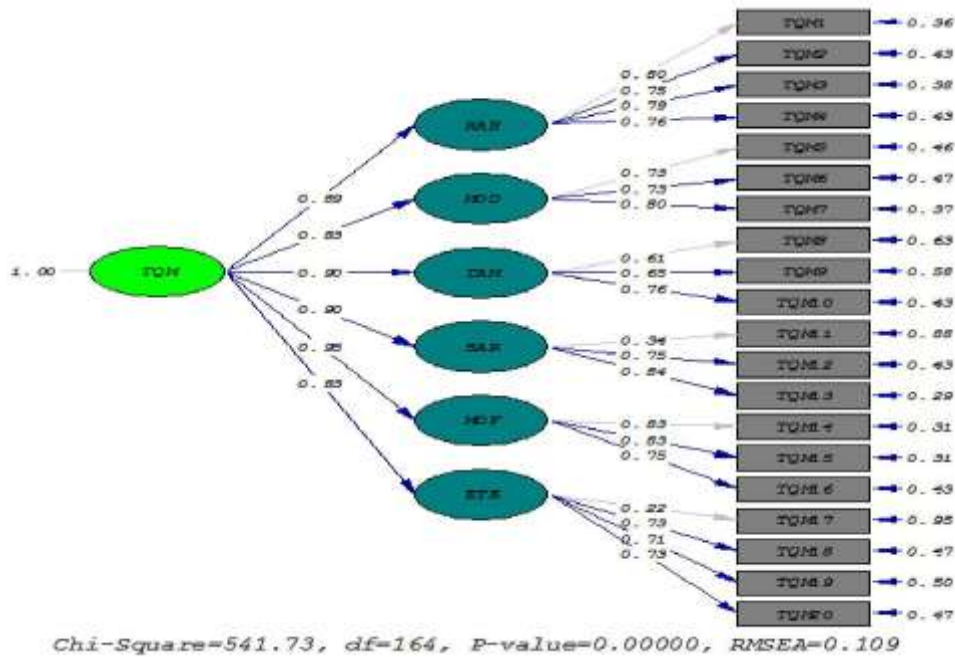 TQM1
0.36
TQM2
0.43
0.80
0.75
TQM3
0.38
0.79
0.76
TQM4
0.43
TQM5
0.46
0.73
TQM6
0.47
0.73
0.80
TQM7
0.37
0.89
0.83
TQM8
0.63
0.61
1.00
TQM
0.90
0.65
TQM9
0.58
0.76
TQM10
0.43
0.90
0.34
TQM11
0.88
0.75
TQM12
0.43
0.84
0.95
TQM13
0.29
0.83
0.83
TQM14
0.31
0.83
TQM15
0.31
0.75
TQM16
0.43
0.22
TQM17
0.95
0.73
0.71
TQM18
0.47
0.73
TQM19
0.50
TQM20
0.47
Chi-Square=541.73, df=164, P-value=0.00000, RMSEA=0.109